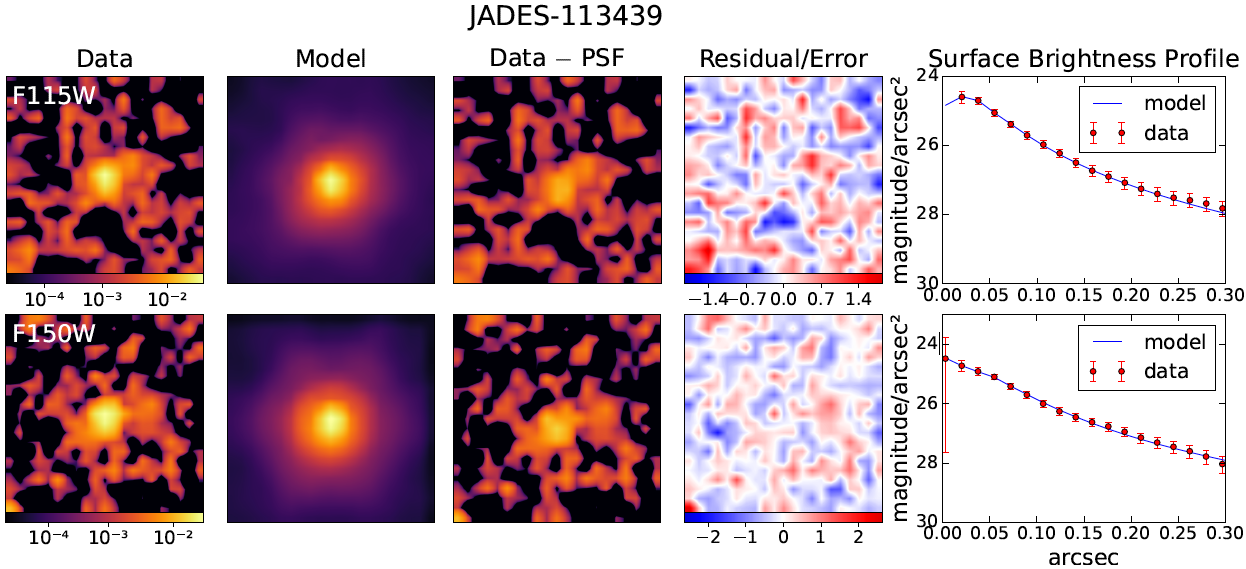 JADES-113439
Data
Model
Data − PSF
Residual/Error
Surface Brightness Profile
F115W
10⁻⁴ 10⁻³ 10⁻²
−1.4 −0.7 0.0 0.7 1.4
magnitude/arcsec²
24
26
28
30
model
data
0.00 0.05 0.10 0.15 0.20 0.25 0.30
F150W
10⁻⁴ 10⁻³ 10⁻²
−2 −1 0 1 2
magnitude/arcsec²
24
26
28
30
model
data
0.00 0.05 0.10 0.15 0.20 0.25 0.30
arcsec